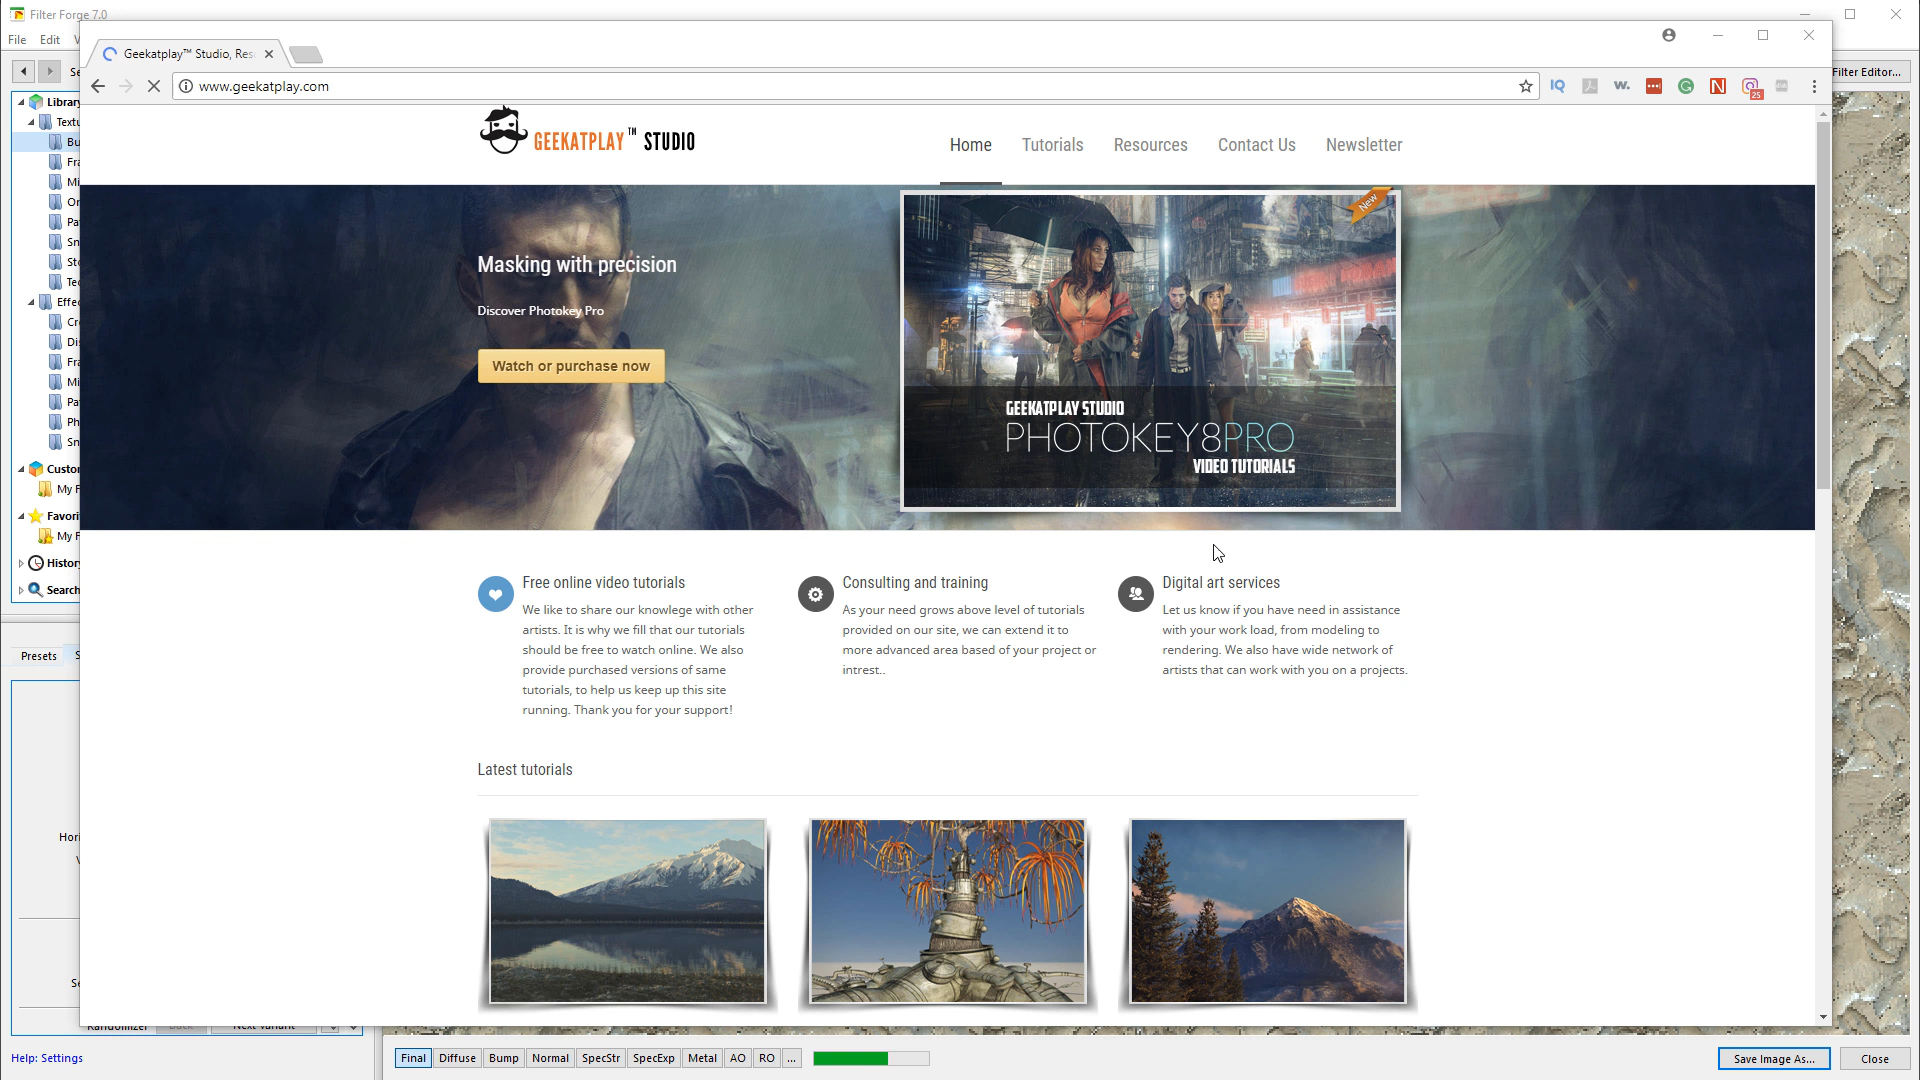 Filter Forge 7.0
File Edit
Geekatplay™ Studio, Res
www.geekatplay.com
25
Filter Editor...
GEEKATPLAY™ STUDIO
Home Tutorials Resources Contact Us Newsletter
Library
Masking with precision
Discover Photokey Pro
Watch or purchase now
New
GEEKATPLAY STUDIO
PHOTOKEY8PRO
VIDEO TUTORIALS
History
Search
Free online video tutorials
We like to share our knowlege with other
artists. It is why we fill that our tutorials
should be free to watch online. We also
provide purchased versions of same
tutorials, to help us keep up this site
running. Thank you for your support!
Consulting and training
As your need grows above level of tutorials
provided on our site, we can extend it to
more advanced area based of your project or
intrest..
Digital art services
Let us know if you have need in assistance
with your work load, from modeling to
rendering. We also have wide network of
artists that can work with you on a projects.
Presets
Latest tutorials
Randomizer Back Next Variant
Help: Settings
Final Diffuse Bump Normal SpecStr SpecExp Metal AO RO ...
Save Image As... Close